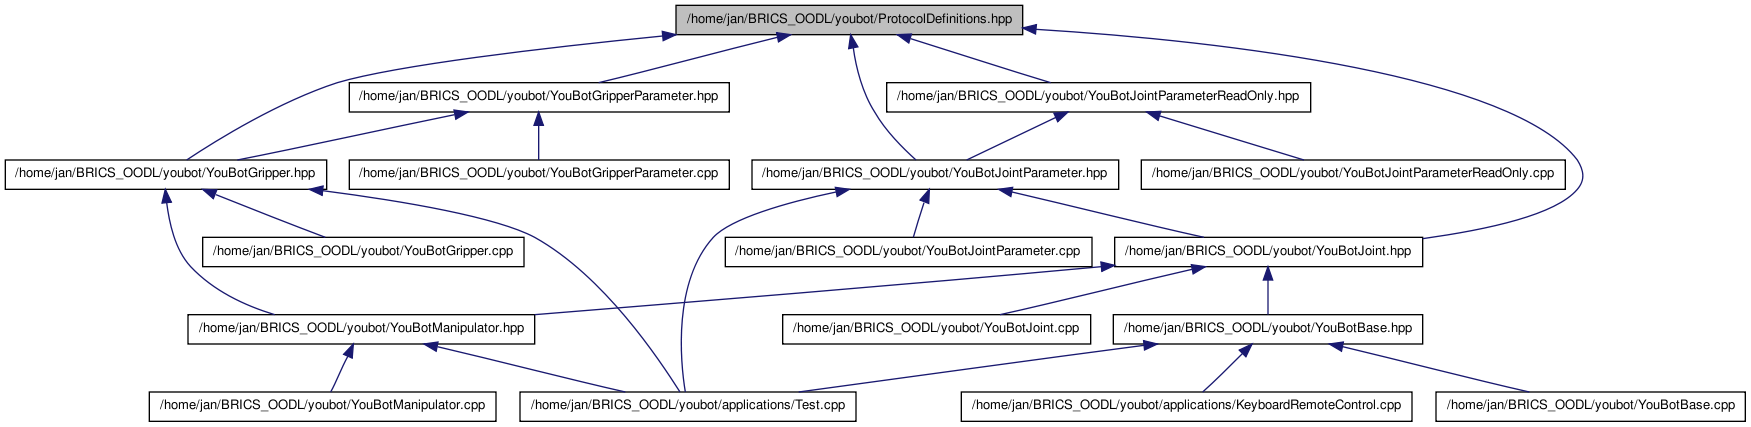 /home/jan/BRICS_OODL/youbot/ProtocolDefinitions.hpp
/home/jan/BRICS_OODL/youbot/YouBotGripperParameter.hpp
/home/jan/BRICS_OODL/youbot/YouBotJointParameterReadOnly.hpp
/home/jan/BRICS_OODL/youbot/YouBotGripper.hpp
/home/jan/BRICS_OODL/youbot/YouBotGripperParameter.cpp
/home/jan/BRICS_OODL/youbot/YouBotJointParameter.hpp
/home/jan/BRICS_OODL/youbot/YouBotJointParameterReadOnly.cpp
/home/jan/BRICS_OODL/youbot/YouBotGripper.cpp
/home/jan/BRICS_OODL/youbot/YouBotJointParameter.cpp
/home/jan/BRICS_OODL/youbot/YouBotJoint.hpp
/home/jan/BRICS_OODL/youbot/YouBotManipulator.hpp
/home/jan/BRICS_OODL/youbot/YouBotJoint.cpp
/home/jan/BRICS_OODL/youbot/YouBotBase.hpp
/home/jan/BRICS_OODL/youbot/YouBotManipulator.cpp
/home/jan/BRICS_OODL/youbot/applications/Test.cpp
/home/jan/BRICS_OODL/youbot/applications/KeyboardRemoteControl.cpp
/home/jan/BRICS_OODL/youbot/YouBotBase.cpp